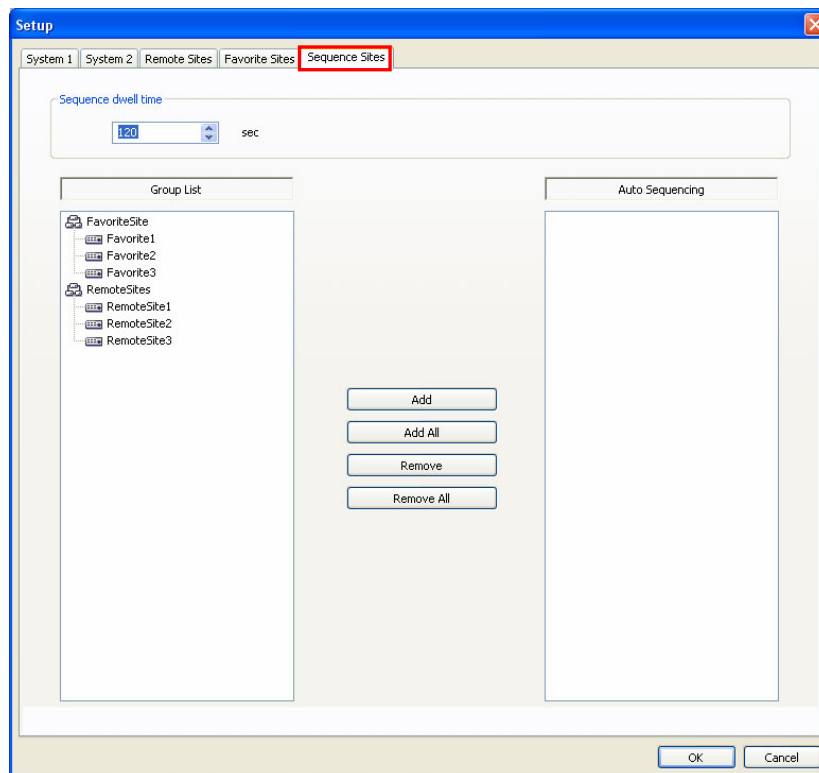 Setup
System 1 System 2 Remote Sites Favorite Sites Sequence Sites
Sequence dwell time
120 sec
Group List
Auto Sequencing
FavoriteSite
Favorite1
Favorite2
Favorite3
RemoteSites
RemoteSite1
RemoteSite2
RemoteSite3
Add
Add All
Remove
Remove All
OK Cancel